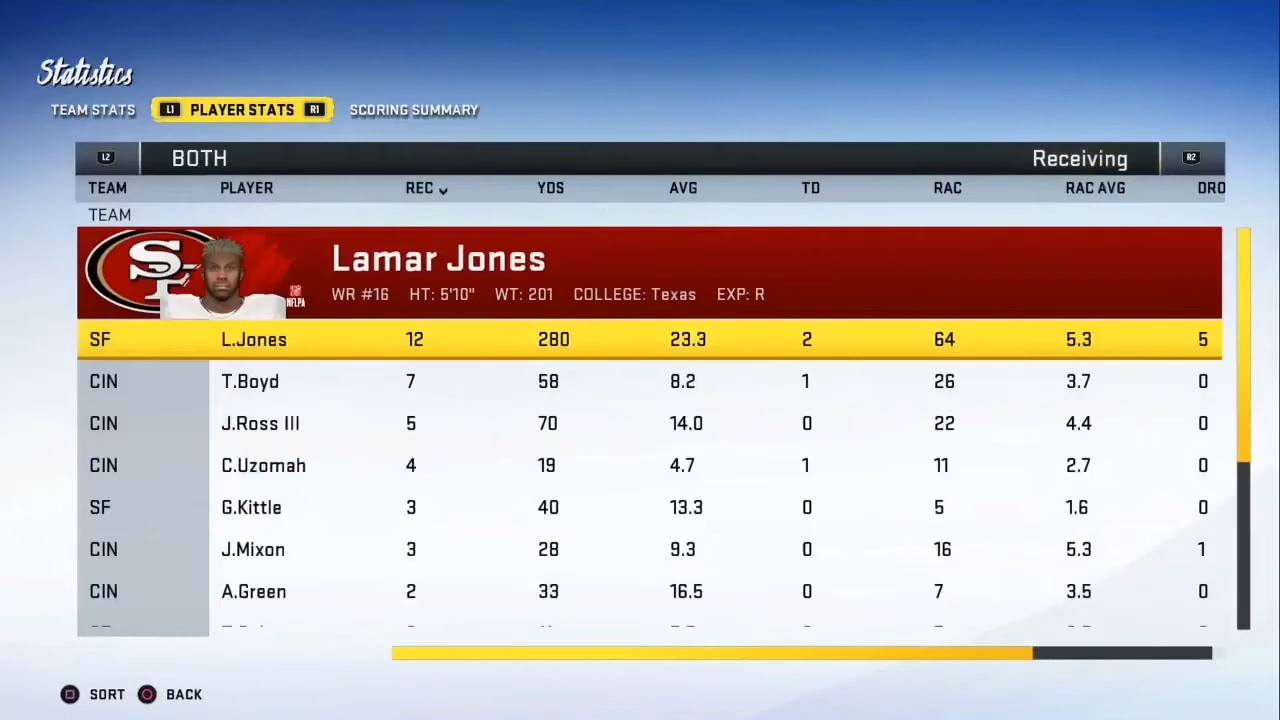 Statistics
TEAM STATS L1 PLAYER STATS R1 SCORING SUMMARY
L2 BOTH Receiving R2
TEAM PLAYER REC YDS AVG TD RAC RAC AVG DRO
TEAM
SF
NFLPA
Lamar Jones
WR #16 HT: 5'10" WT: 201 COLLEGE: Texas EXP: R
SF L.Jones 12 280 23.3 2 64 5.3 5
CIN T.Boyd 7 58 8.2 1 26 3.7 0
CIN J.Ross III 5 70 14.0 0 22 4.4 0
CIN C.Uzomah 4 19 4.7 1 11 2.7 0
SF G.Kittle 3 40 13.3 0 5 1.6 0
CIN J.Mixon 3 28 9.3 0 16 5.3 1
CIN A.Green 2 33 16.5 0 7 3.5 0
SORT BACK